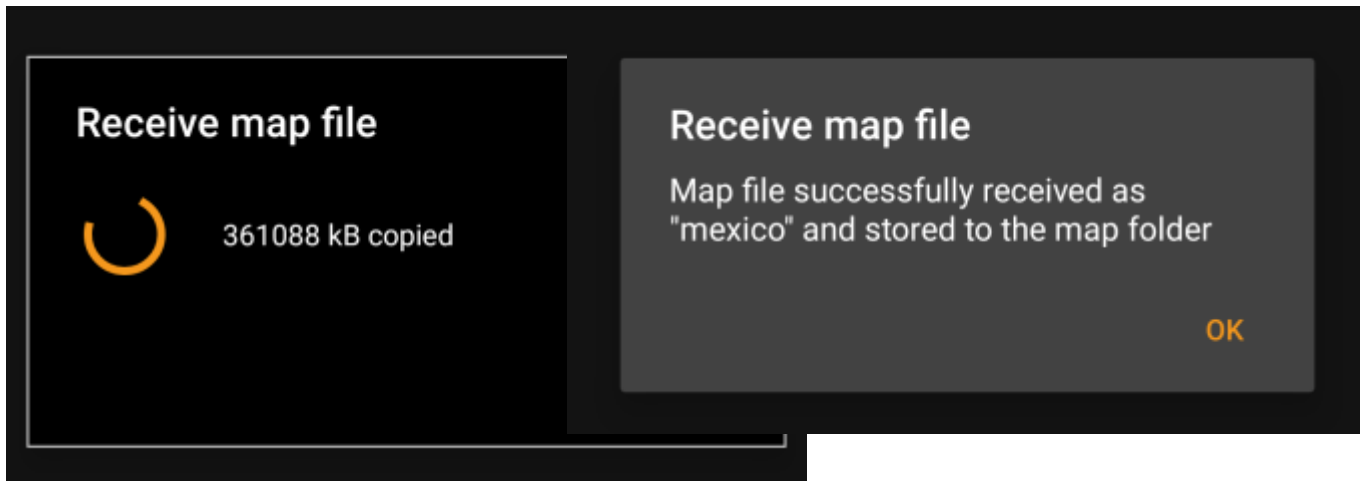 Receive map file
361088 kB copied
Receive map file
Map file successfully received as
"mexico" and stored to the map folder
OK